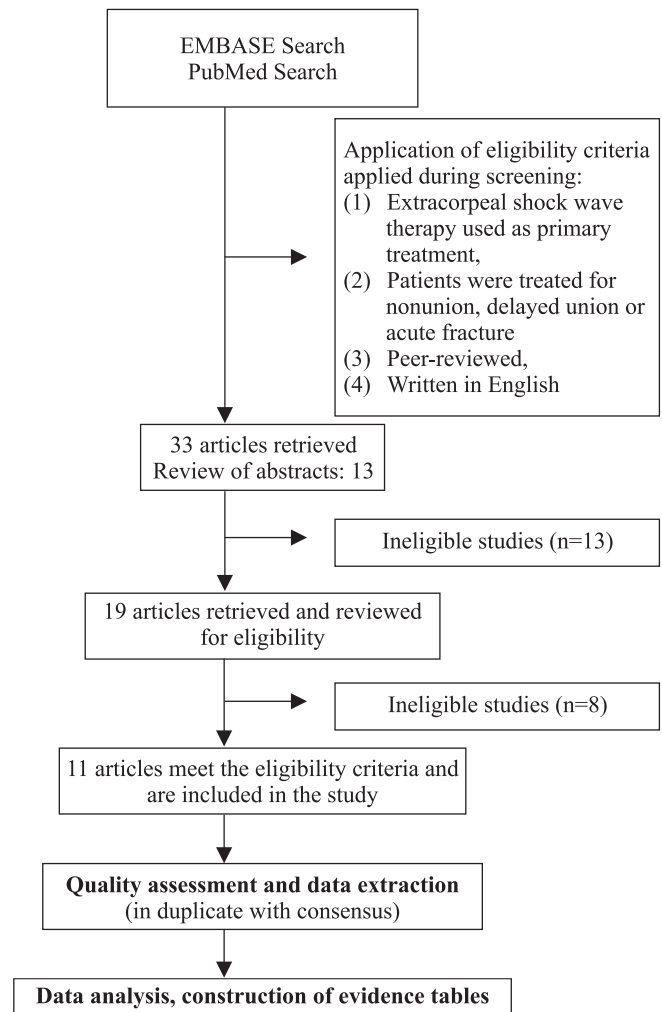 EMBASE Search
PubMed Search
Application of eligibility criteria
applied during screening:
(1) Extracorpeal shock wave
therapy used as primary
treatment,
(2) Patients were treated for
nonunion, delayed union or
acute fracture
(3) Peer-reviewed,
(4) Written in English
33 articles retrieved
Review of abstracts: 13
Ineligible studies (n=13)
19 articles retrieved and reviewed
for eligibility
Ineligible studies (n=8)
11 articles meet the eligibility criteria and
are included in the study
Quality assessment and data extraction
(in duplicate with consensus)
Data analysis, construction of evidence tables